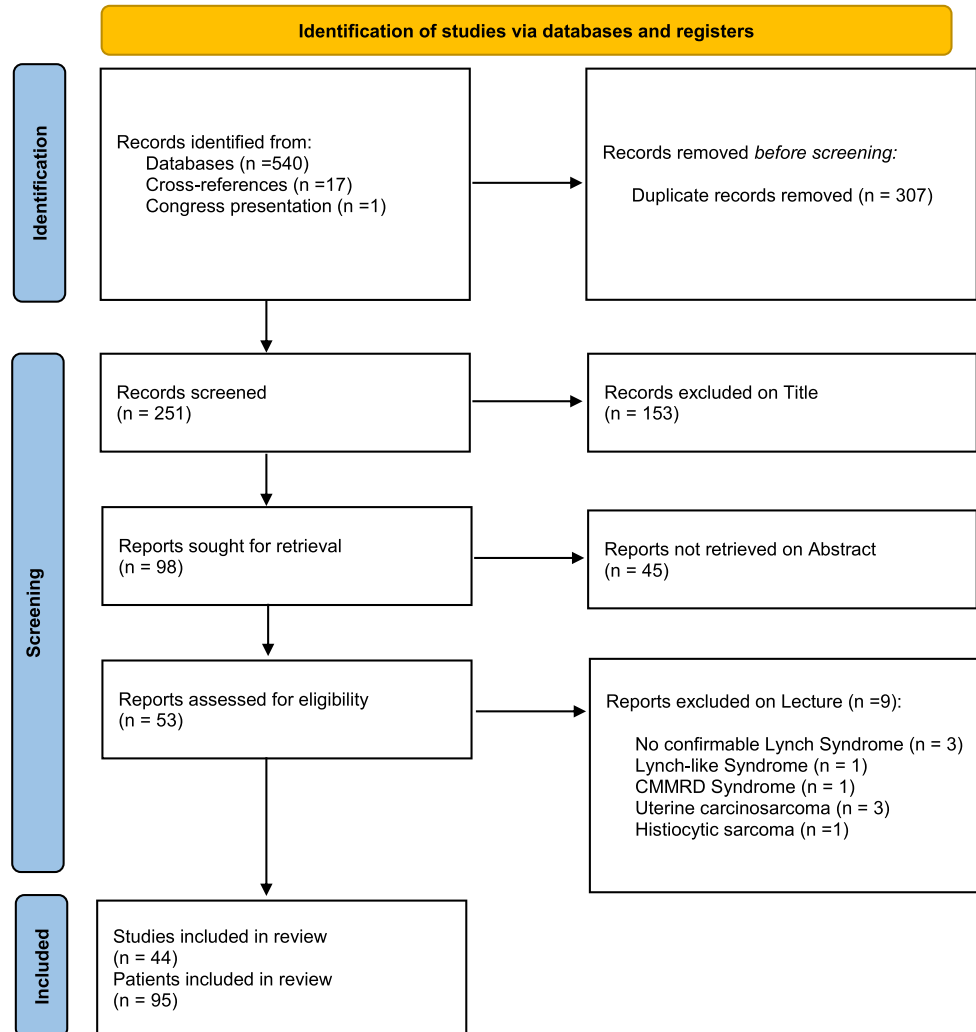 Identification of studies via databases and registers
Identification
Records identified from:
Databases (n =540)
Cross-references (n =17)
Congress presentation (n =1)
Records removed before screening:
Duplicate records removed (n = 307)
Screening
Records screened
(n = 251)
Records excluded on Title
(n = 153)
Reports sought for retrieval
(n = 98)
Reports not retrieved on Abstract
(n = 45)
Reports assessed for eligibility
(n = 53)
Reports excluded on Lecture (n =9):
No confirmable Lynch Syndrome (n = 3)
Lynch-like Syndrome (n = 1)
CMMRD Syndrome (n = 1)
Uterine carcinosarcoma (n = 3)
Histiocytic sarcoma (n =1)
Included
Studies included in review
(n = 44)
Patients included in review
(n = 95)